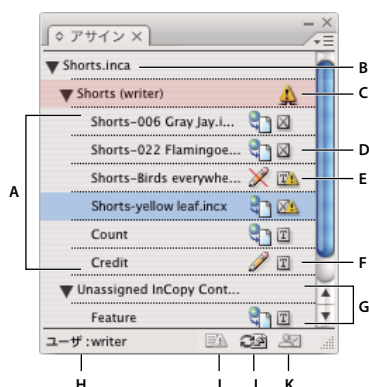 アサイン
Shorts.inca
B
Shorts (writer)
C
Shorts-006 Gray Jay.i...
Shorts-022 Flamingoe...
D
Shorts-Birds everywhe...
E
A
Shorts-yellow leaf.incx
Count
Credit
F
Unassigned InCopy Cont...
G
Feature
ユーザ :writer
H I J K